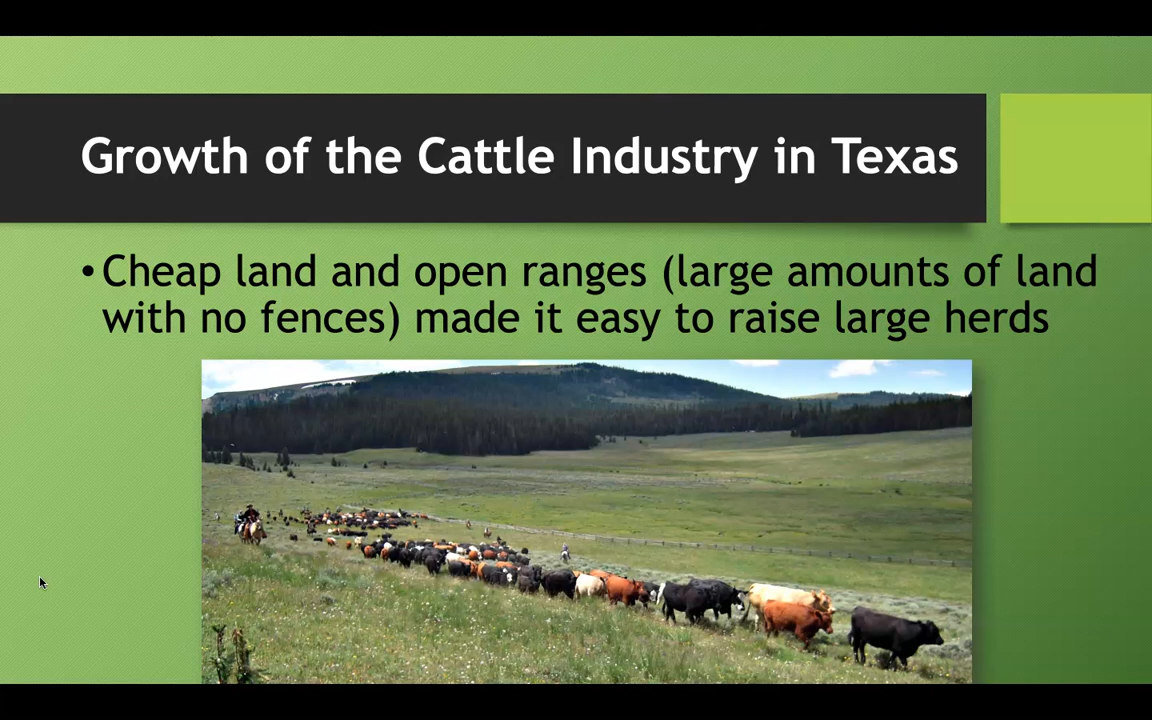 Growth of the Cattle Industry in Texas
• Cheap land and open ranges (large amounts of land
with no fences) made it easy to raise large herds